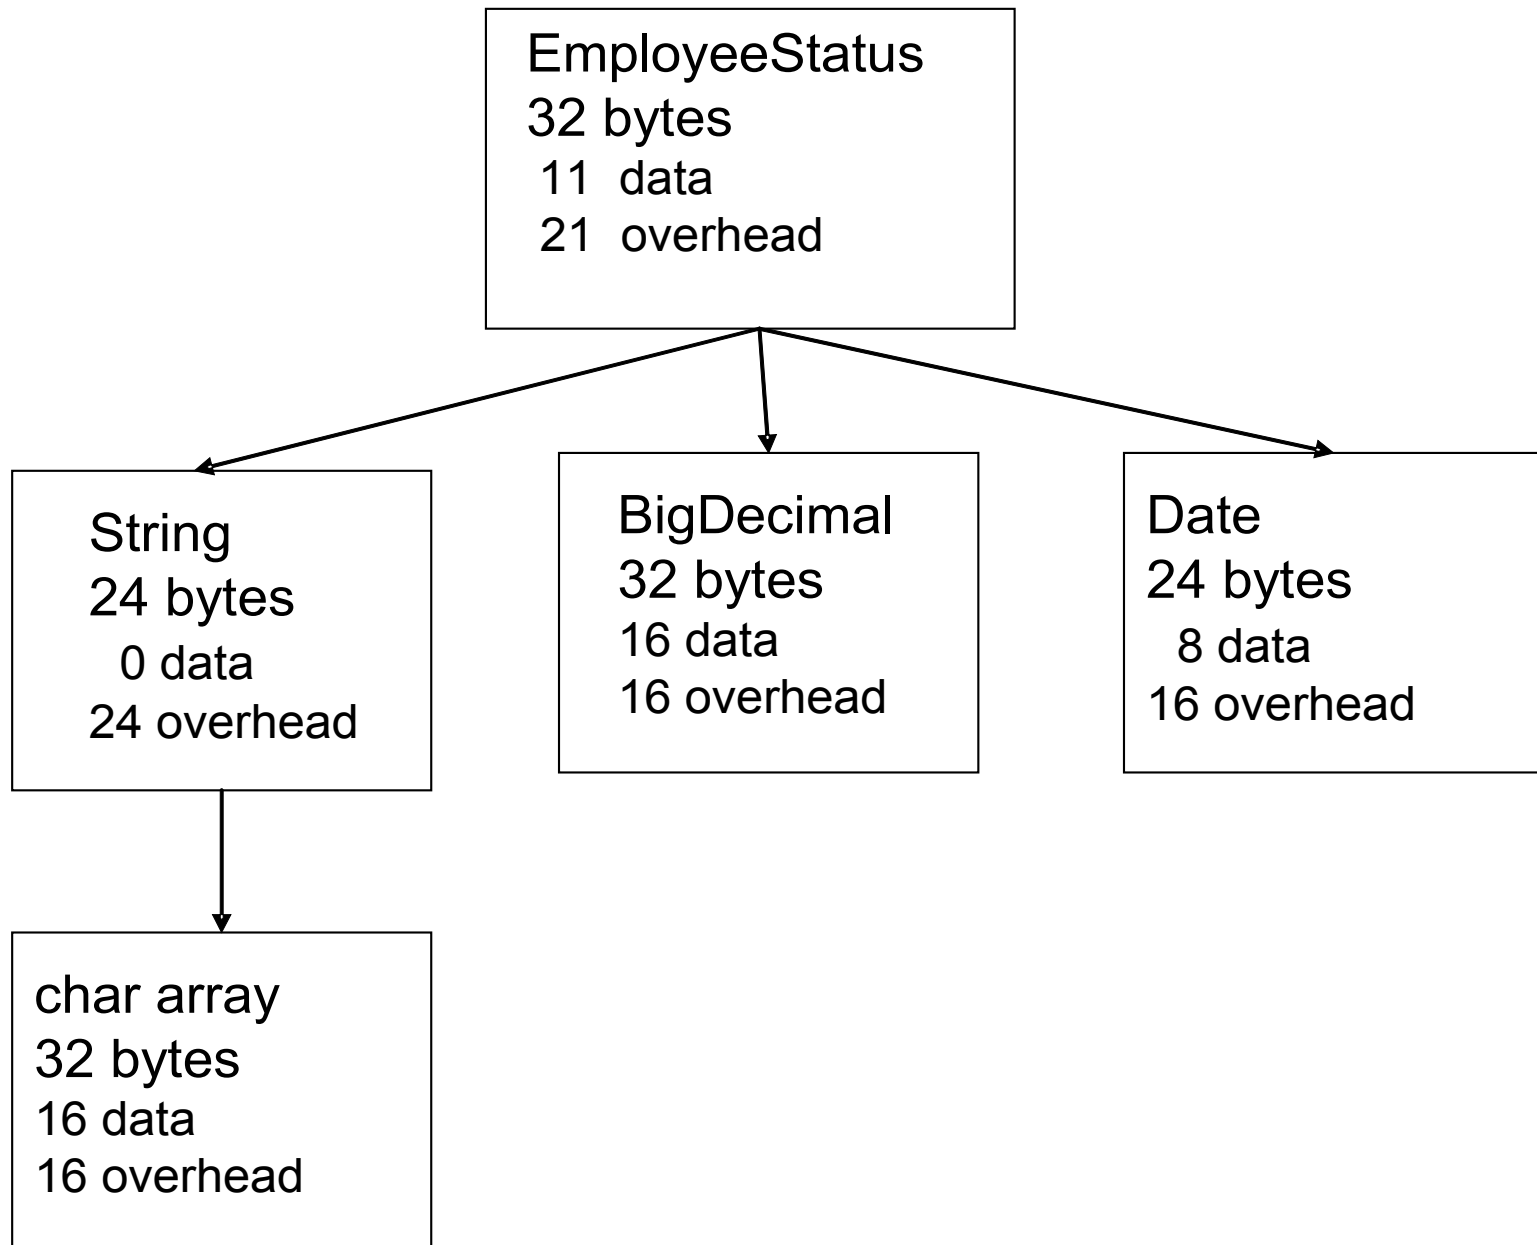 EmployeeStatus
32 bytes
11 data
21 overhead
String
24 bytes
0 data
24 overhead
BigDecimal
32 bytes
16 data
16 overhead
Date
24 bytes
8 data
16 overhead
char array
32 bytes
16 data
16 overhead